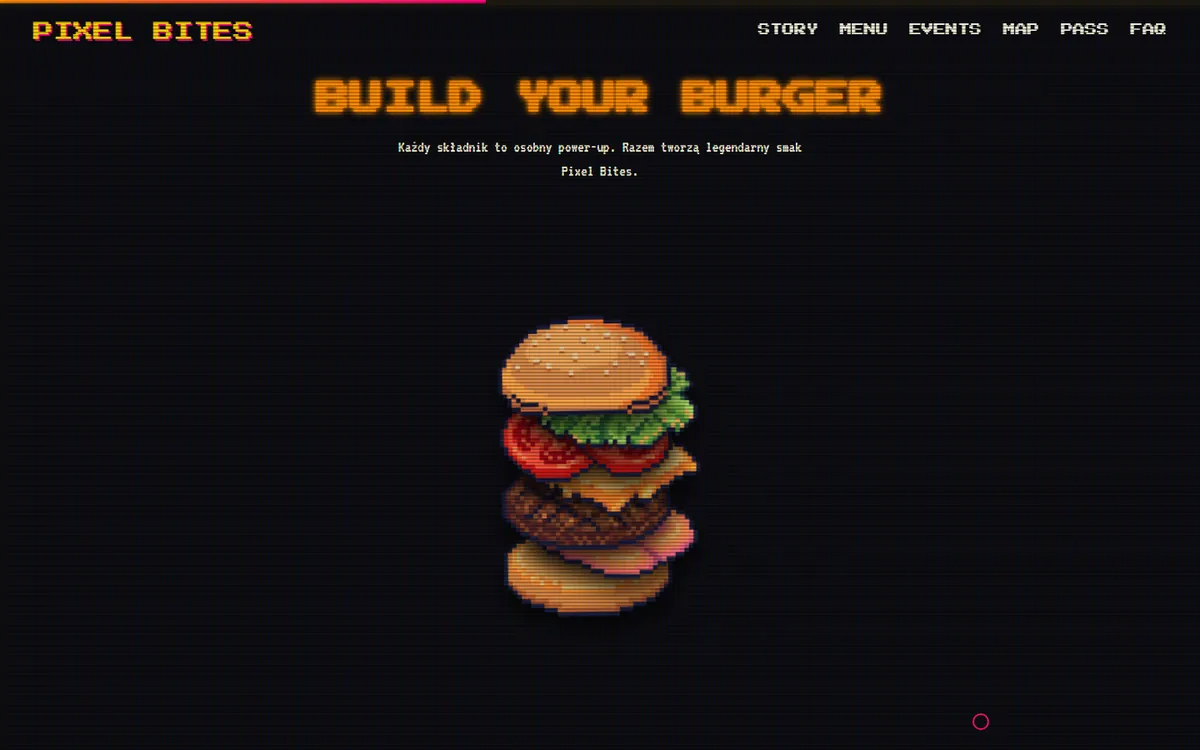 PIXEL BITES
STORY MENU EVENTS MAP PASS FAQ
BUILD YOUR BURGER
Każdy składnik to osobny power-up. Razem tworzą legendarny smak
Pixel Bites.